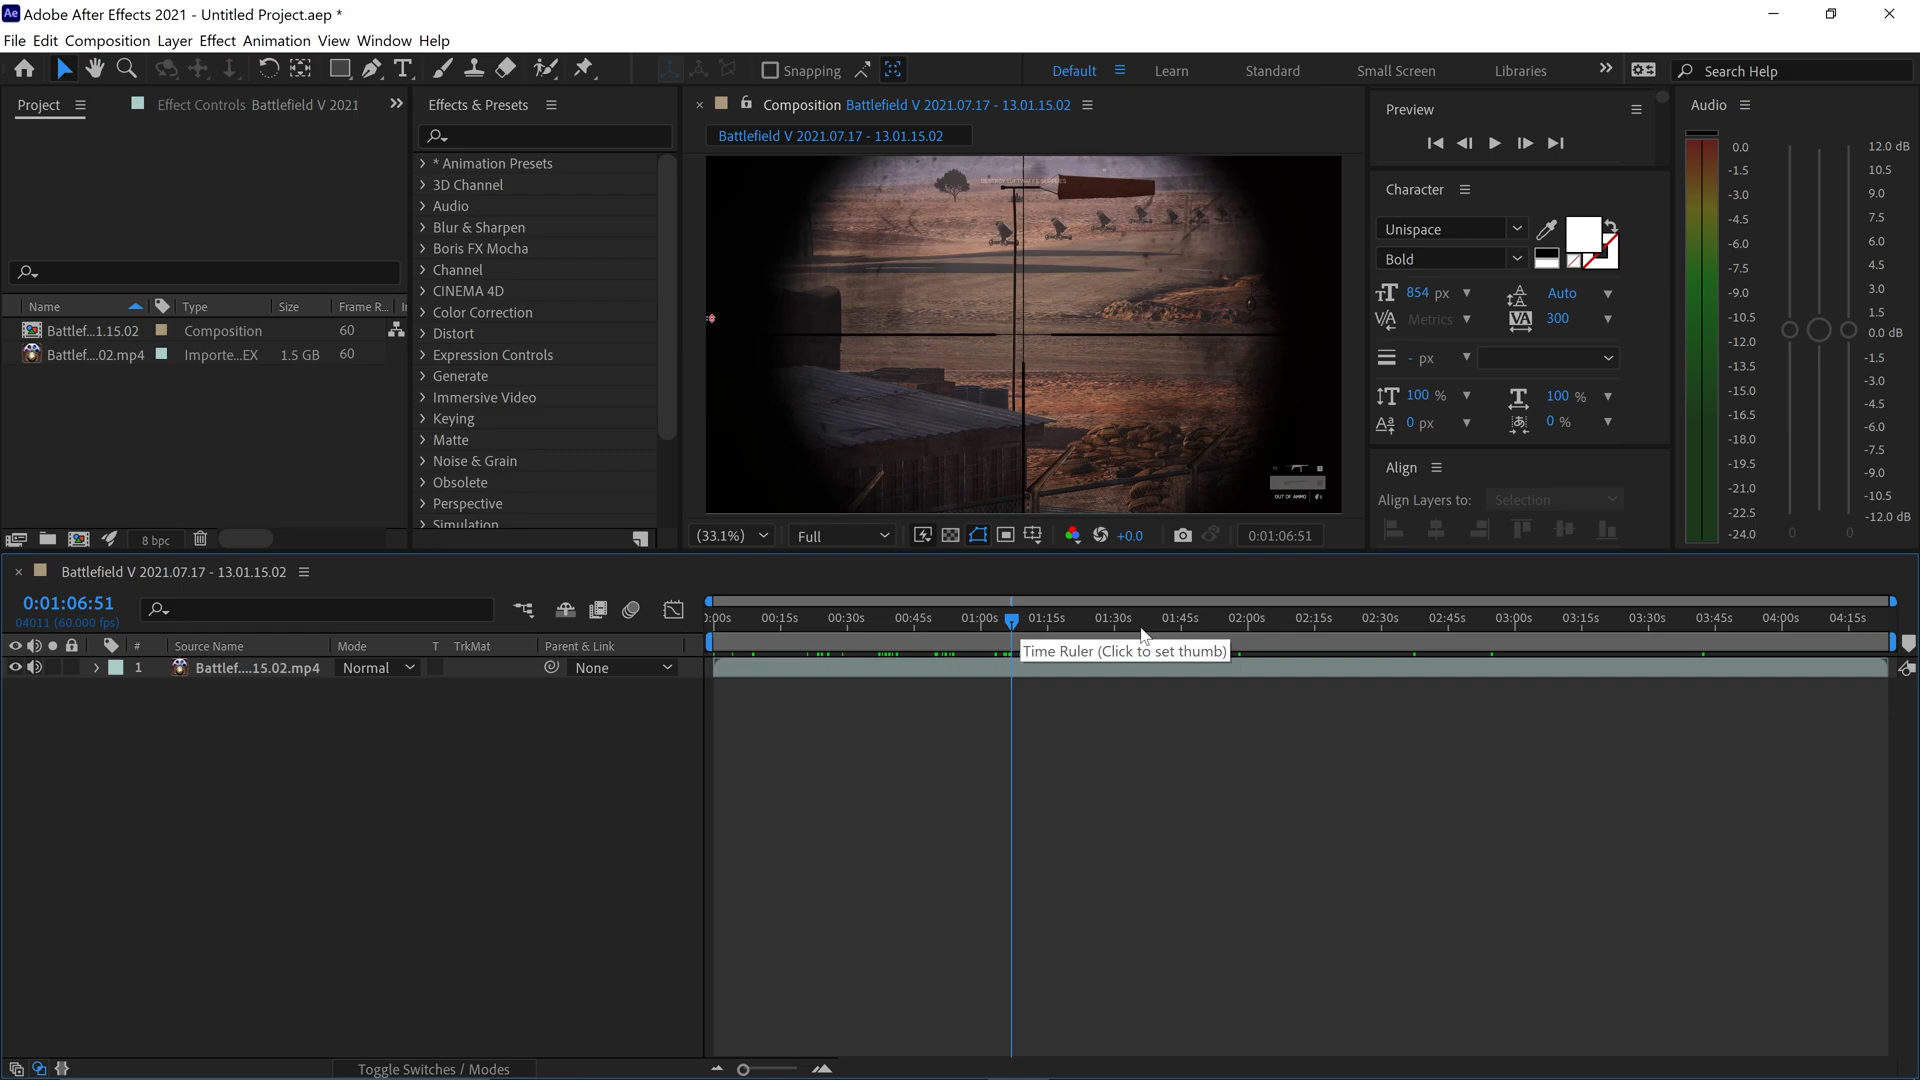 Adobe After Effects 2021 - Untitled Project.aep *
File Edit Composition Layer Effect Animation View Window Help
Snapping
Default
Learn
Standard
Small Screen
Libraries
Search Help
Project
Effect Controls Battlefield V 2021
Name
Type
Size
Frame R...
Battlef...1.15.02
Composition
60
Battlef....02.mp4
Importe...EX
1.5 GB
60
8 bpc
Effects & Presets
* Animation Presets
3D Channel
Audio
Blur & Sharpen
Boris FX Mocha
Channel
CINEMA 4D
Color Correction
Distort
Expression Controls
Generate
Immersive Video
Keying
Matte
Noise & Grain
Obsolete
Perspective
Simulation
Composition Battlefield V 2021.07.17 - 13.01.15.02
Battlefield V 2021.07.17 - 13.01.15.02
OUT OF AMMO
(33.1%)
Full
+0.0
0:01:06:51
Preview
Character
Unispace
Bold
854 px
Auto
Metrics
300
- px
100 %
100 %
0 px
0 %
Align
Align Layers to:
Selection
Audio
0.0
-1.5
-3.0
-4.5
-6.0
-7.5
-9.0
-10.5
-12.0
-13.5
-15.0
-16.5
-18.0
-19.5
-21.0
-22.5
-24.0
0
0
12.0 dB
10.5
9.0
7.5
6.0
4.5
3.0
1.5
0.0 dB
-1.5
-3.0
-4.5
-6.0
-7.5
-9.0
-10.5
-12.0 dB
Battlefield V 2021.07.17 - 13.01.15.02
0:01:06:51
04011 (60.000 fps)
):00s 00:15s 00:30s 00:45s 01:00s 01:15s 01:30s 01:45s 02:00s 02:15s 02:30s 02:45s 03:00s 03:15s 03:30s 03:45s 04:00s 04:15s
# Source Name Mode T TrkMat Parent & Link
Time Ruler (Click to set thumb)
1 Battlef....15.02.mp4 Normal None
Toggle Switches / Modes